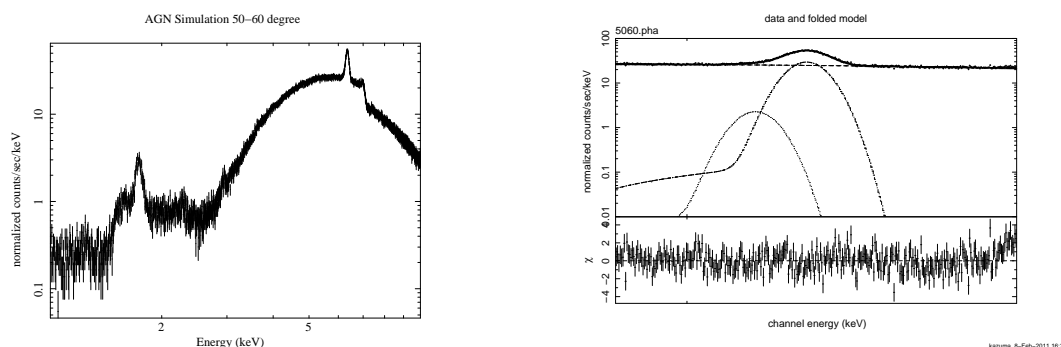 AGN Simulation 50−60 degree
normalized counts/sec/keV
10
1
0.1
2
5
Energy (keV)
data and folded model
5060.pha
normalized counts/sec/keV
100
10
1
0.1
0.01
χ
4
2
0
−2
−4
channel energy (keV)